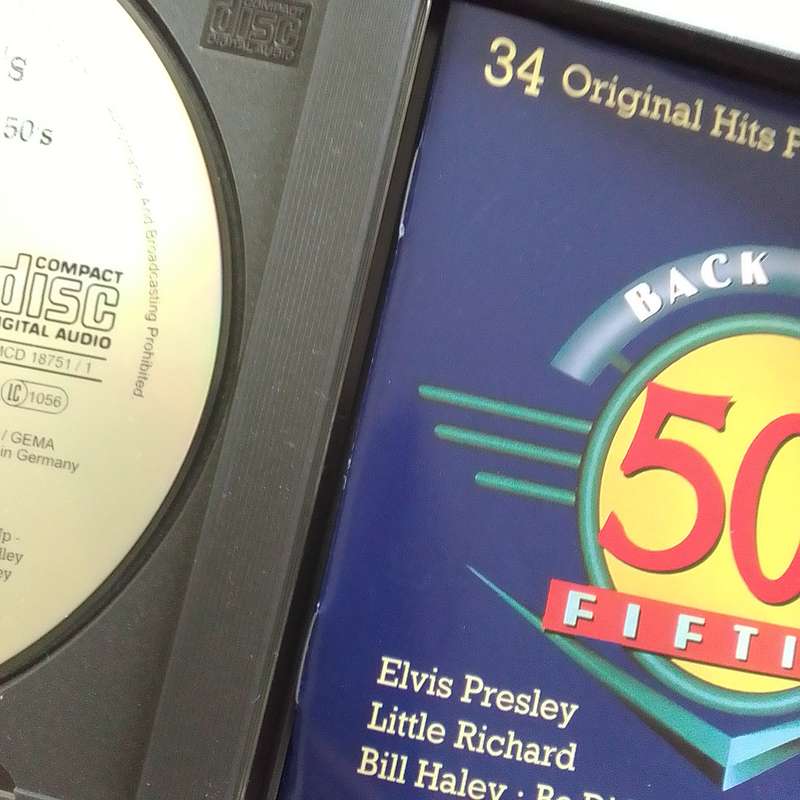 COMPACT
disc
DIGITAL AUDIO
'S
50's
And Broadcasting Prohibited
COMPACT
disc
DIGITAL AUDIO
MCD 18751 / 1
LC 1056
/ GEMA
in Germany
34 Original Hits
BACK
50
FIFTI
Elvis Presley
Little Richard
Bill Haley ·